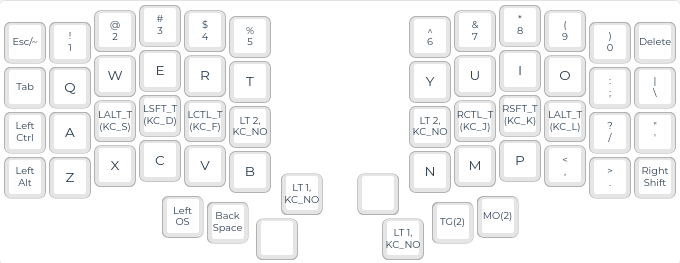 Esc/~
!
1
@
2
#
3
$
4
%
5
^
6
&
7
*
8
(
9
)
0
Delete
Tab
Q
W
E
R
T
Y
U
I
O
:
;
|
\
Left
Ctrl
A
LALT_T
(KC_S)
LSFT_T
(KC_D)
LCTL_T
(KC_F)
LT 2,
KC_NO
LT 2,
KC_NO
RCTL_T
(KC_J)
RSFT_T
(KC_K)
LALT_T
(KC_L)
?
/
"
'
Left
Alt
Z
X
C
V
B
N
M
P
<
,
>
.
Right
Shift
Left
OS
Back
Space
LT 1,
KC_NO
LT 1,
KC_NO
TG(2)
MO(2)